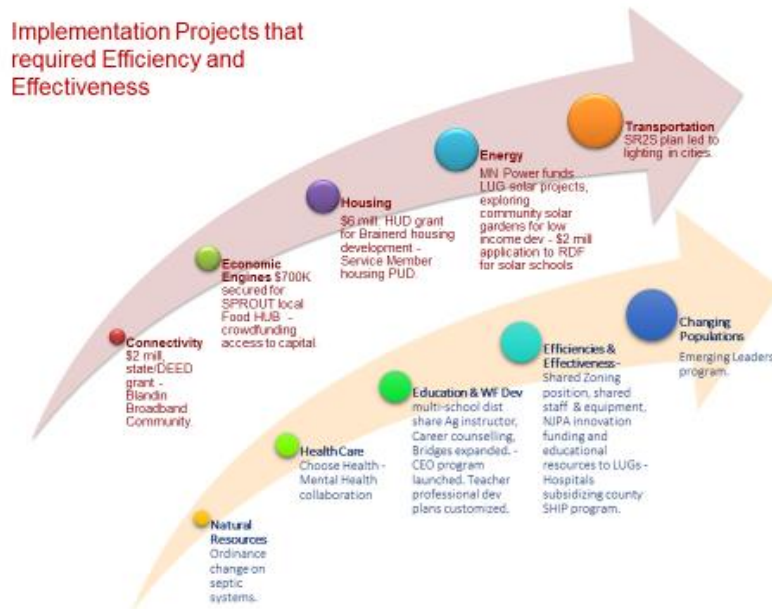 Implementation Projects that
required Efficiency and
Effectiveness
Transportation
SR2S plan led to
lighting in cities.
Energy
MN Power funds
LUG solar projects,
exploring
community solar
gardens for low
income dev - $2 mill
application to RDF
for solar schools
Housing
$6 mill. HUD grant
for Brainerd housing
development -
Service Member
housing PUD.
Economic
Engines $700K
secured for
SPROUT local
Food HUB -
crowdfunding
access to capital
Connectivity
$2 mill.
state/DEED
grant -
Blandin
Broadband
Community.
Changing
Populations
Emerging Leaders
program.
Efficiencies &
Effectiveness-
Shared Zoning
position, shared
staff & equipment,
NJPA innovation
funding and
educational
resources to LUGs -
Hospitals
subsidizing county
SHIP program.
Education & WF Dev
multi-school dist
share Ag instructor,
Career counselling,
Bridges expanded. -
CEO program
launched. Teacher
professional dev
plans customized.
HealthCare
Choose Health -
Mental Health
collaboration
Natural
Resources
Ordinance
change on
septic
systems.